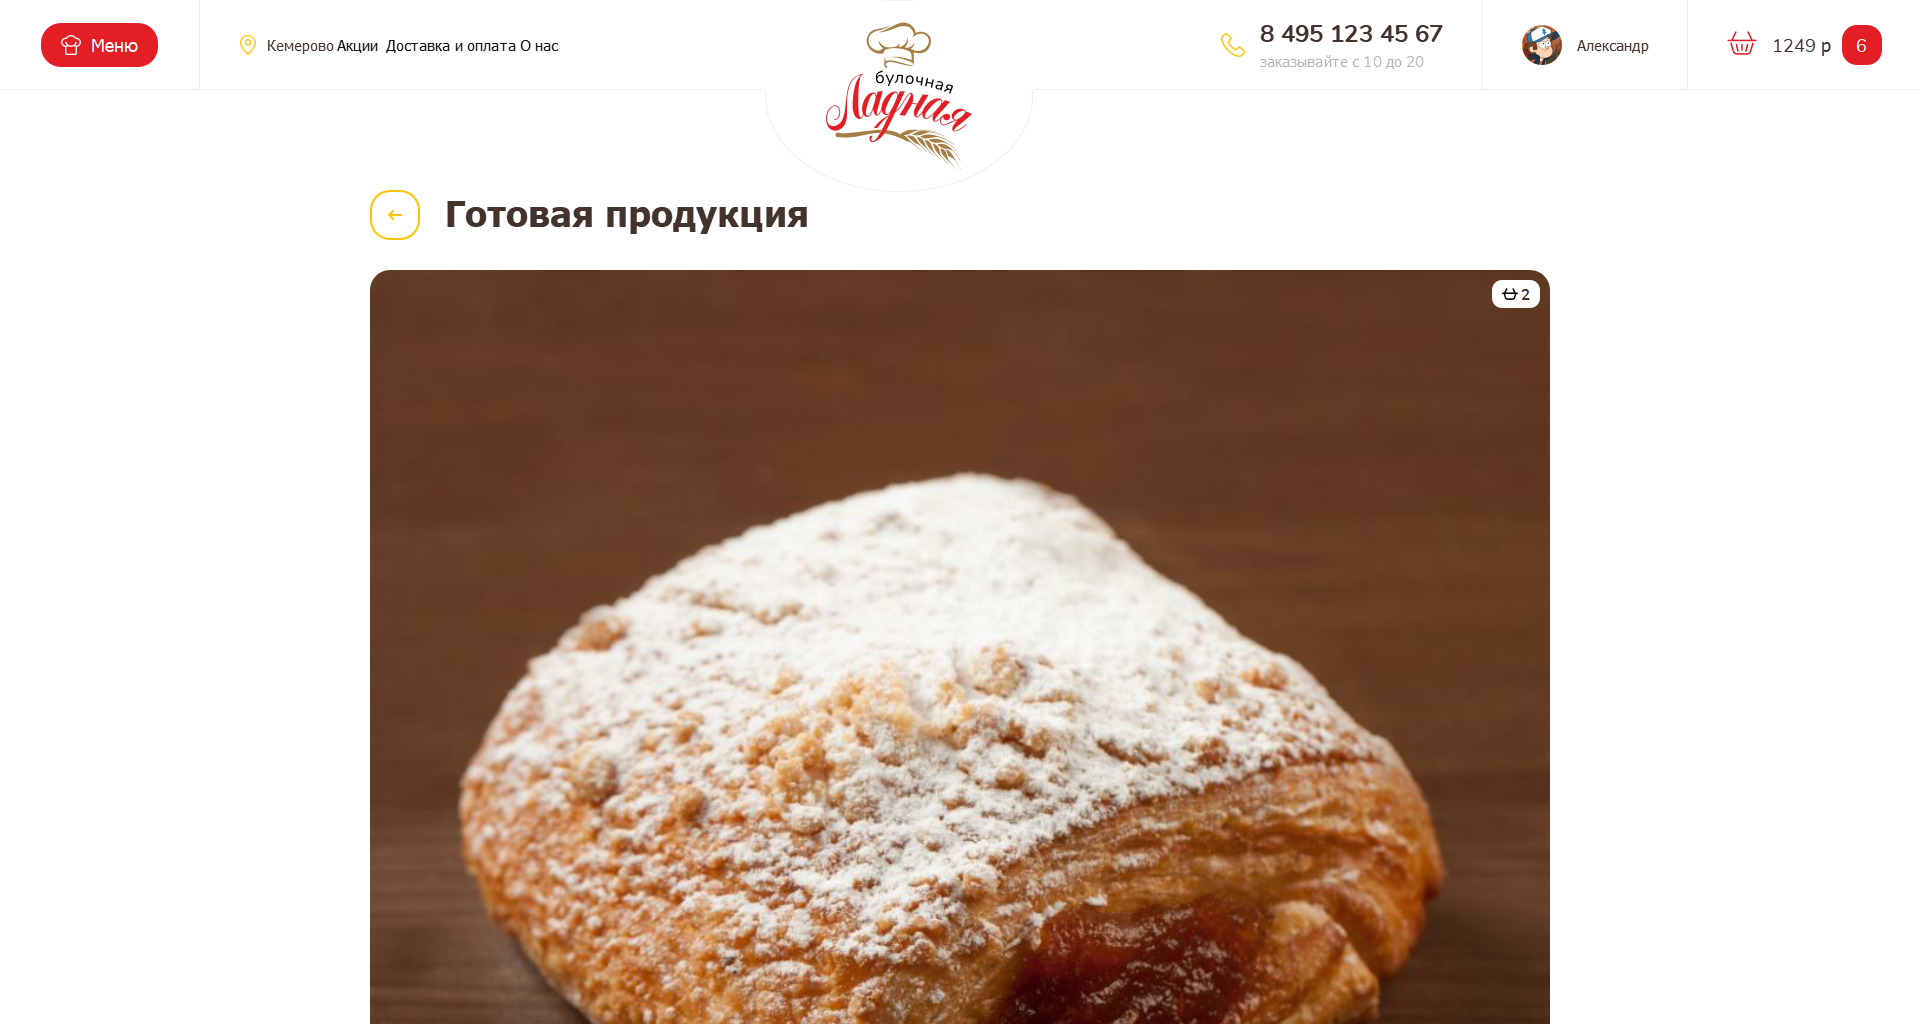 Меню
Кемерово Акции Доставка и оплата О нас
булочная
Ладная
8 495 123 45 67
заказывайте с 10 до 20
Александр
1249 р
6
Готовая продукция
2